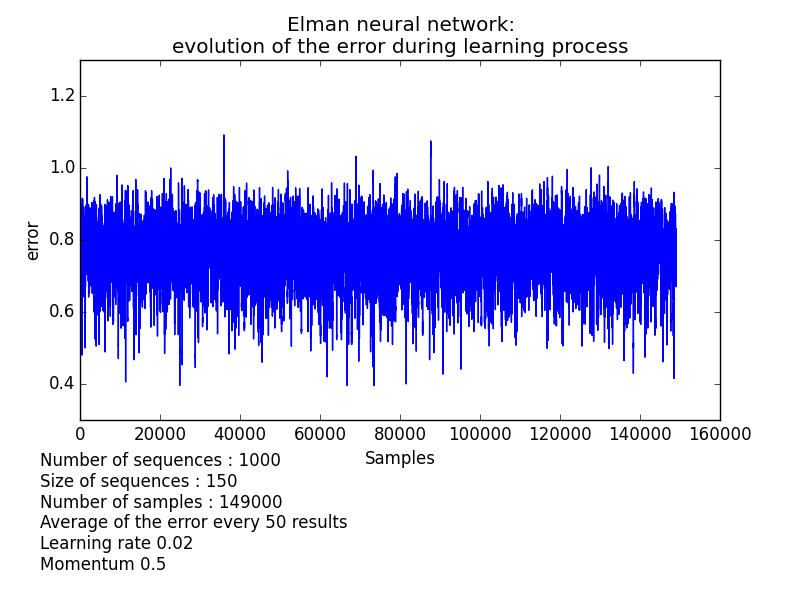 Elman neural network:
evolution of the error during learning process
1.2
1.0
0.8
0.6
0.4
error
0 20000 40000 60000 80000 100000 120000 140000 160000
Samples
Number of sequences : 1000
Size of sequences : 150
Number of samples : 149000
Average of the error every 50 results
Learning rate 0.02
Momentum 0.5